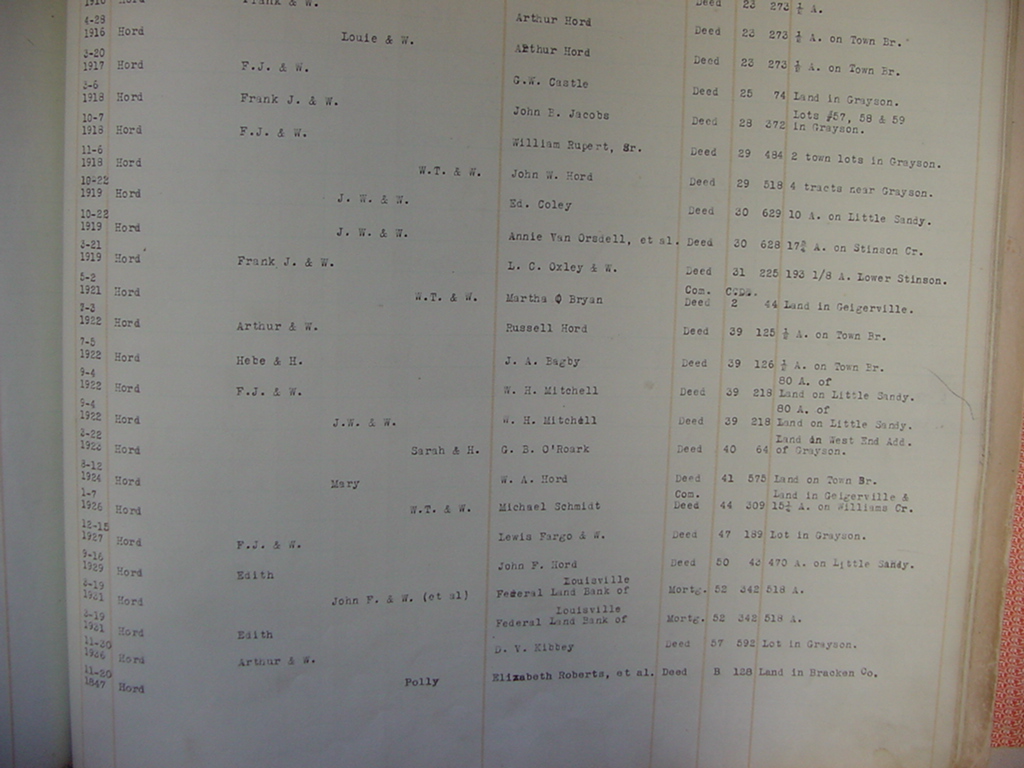 1916 Hord Frank & W. Deed 23 273 ½ A.
4-28
1916 Hord Louie & W. Arthur Hord Deed 23 273 ½ A. on Town Br.
3-20
1917 Hord F.J. & W. Arthur Hord Deed 23 273 ½ A. on Town Br.
3-6
1918 Hord Frank J. & W. G.W. Castle Deed 25 74 Land in Grayson.
10-7 Lots #57, 58 & 59
1918 Hord F.J. & W. John E. Jacobs Deed 28 372 in Grayson.
11-6
1918 Hord W.T. & W. William Rupert, Sr. Deed 29 484 2 town lots in Grayson.
10-22
1919 Hord J. W. & W. John W. Hord Deed 29 518 4 tracts near Grayson.
10-22
1919 Hord J. W. & W. Ed. Coley Deed 30 629 10 A. on Little Sandy.
3-21
1919 Hord Frank J. & W. Annie Van Orsdell, et al. Deed 30 628 17¾ A. on Stinson Cr.
5-2
1921 Hord W.T. & W. L. C. Oxley & W. Deed 31 225 193 1/8 A. Lower Stinson.
Com. C.Ds.
1922 Hord Arthur & W. Martha Bryan Deed 2 44 Land in Geigerville.
7-5
1922 Hord Hebe & H. Russell Hord Deed 39 125 ½ A. on Town Br.
9-4
1922 Hord F.J. & W. J. A. Bagby Deed 39 126 ½ A. on Town Br.
80 A. of
9-4
1922 Hord J.W. & W. W. H. Mitchell Deed 39 218 Land on Little Sandy.
80 A. of
1923 Hord Sarah & H. W. H. Mitchell Deed 39 218 Land on Little Sandy.
Land in West End Add.
8-12
1924 Hord Mary G. B. O'Roark Deed 40 64 of Grayson.
1-7
1926 Hord W.T. & W. W. A. Hord Deed 41 575 Land on Town Br.
Com. Land in Geigerville &
12-15
1927 Hord F.J. & W. Michael Schmidt Deed 44 309 15¼ A. on Williams Cr.
9-16
1929 Hord Edith Lewis Fargo & W. Deed 47 189 Lot in Grayson.
1931 Hord John F. & W. (et al) John F. Hord Deed 50 43 470 A. on Little Sandy.
Louisville
1931 Hord Edith Federal Land Bank of Mortg. 52 342 518 A.
Louisville
11-30
1936 Hord Arthur & W. Federal Land Bank of Mortg. 52 342 518 A.
D. V. Kibbey Deed 57 592 Lot in Grayson.
11-30
1847 Hord Polly Elizabeth Roberts, et al. Deed B 128 Land in Bracken Co.